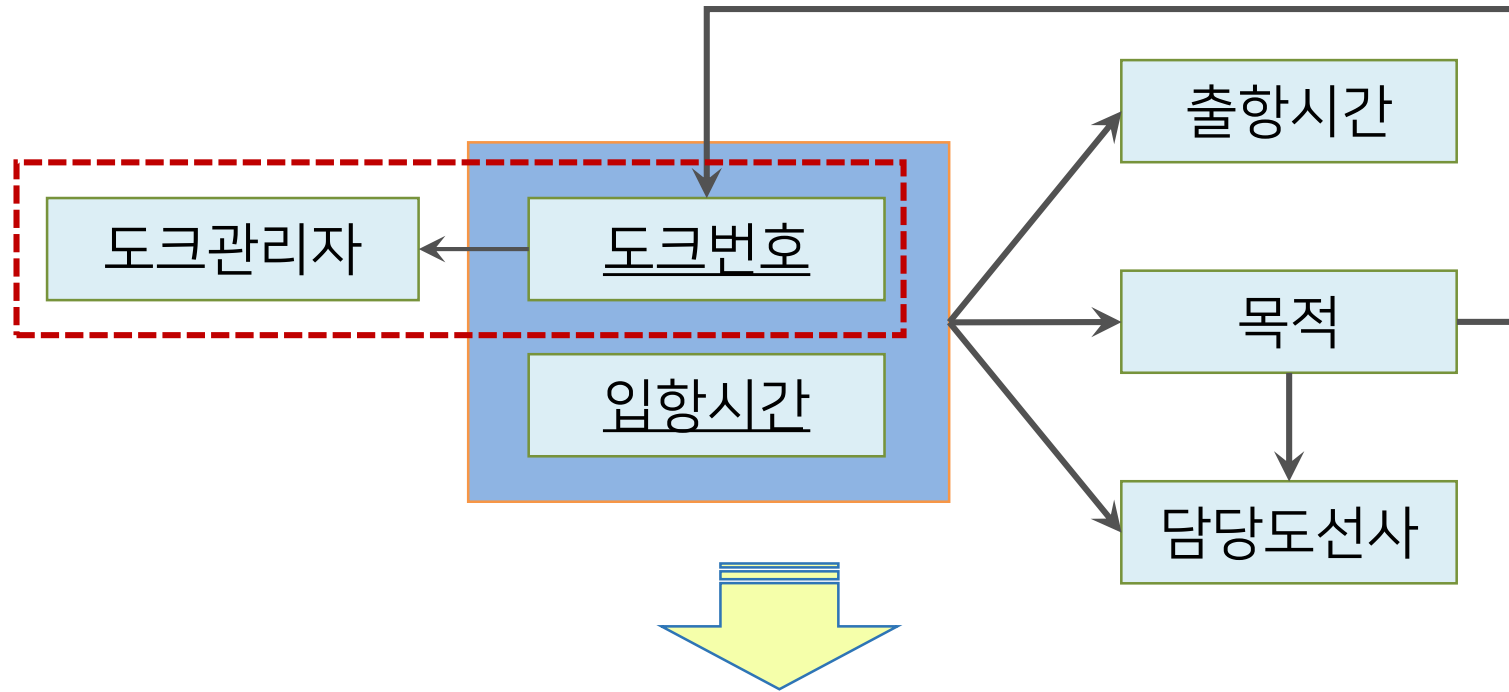 출항시간
도크관리자
도크번호
목적
입항시간
담당도선사